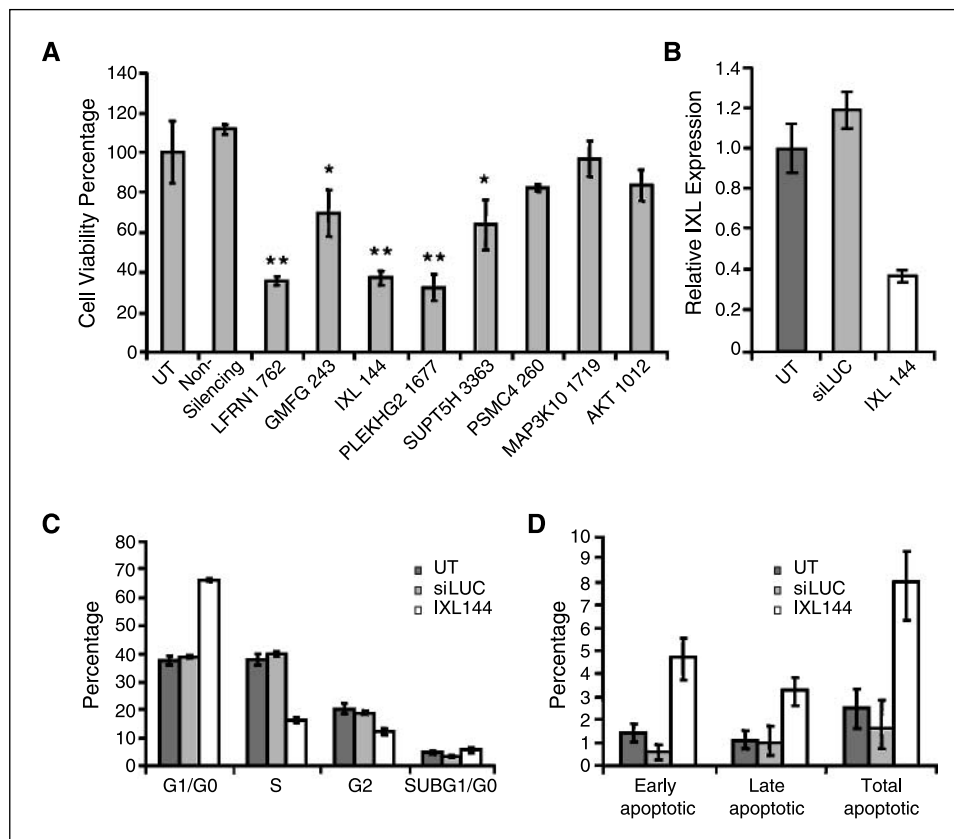 A
Cell Viability Percentage
140
120
100
80
60
40
20
0
*
*
**
**
**
UT
Non-
Silencing
LFRN1 762
GMFG 243
IXL 144
PLEKHG2 1677
SUPT5H 3363
PSMC4 260
MAP3K10 1719
AKT 1012
B
Relative IXL Expression
1.4
1.2
1.0
0.8
0.6
0.4
0.2
0
UT
siLUC
IXL 144
C
Percentage
80
70
60
50
40
30
20
10
0
UT
siLUC
IXL144
G1/G0
S
G2
SUBG1/G0
D
Percentage
10
9
8
7
6
5
4
3
2
1
0
UT
siLUC
IXL144
Early
apoptotic
Late
apoptotic
Total
apoptotic